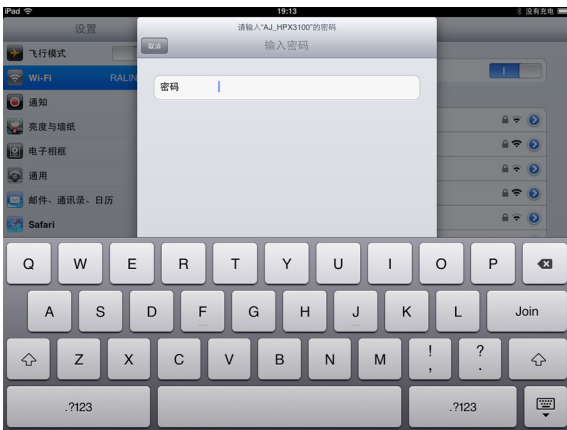 iPad 19:13 没有充电
设置
请输入“AJ_HPX3100”的密码
取消 输入密码
飞行模式
Wi-Fi RALIN
通知
亮度与墙纸
电子相框
通用
邮件、通讯录、日历
Safari
密码
Q W E R T Y U I O P
A S D F G H J K L Join
Z X C V B N M ! , ? .
.?123 .?123